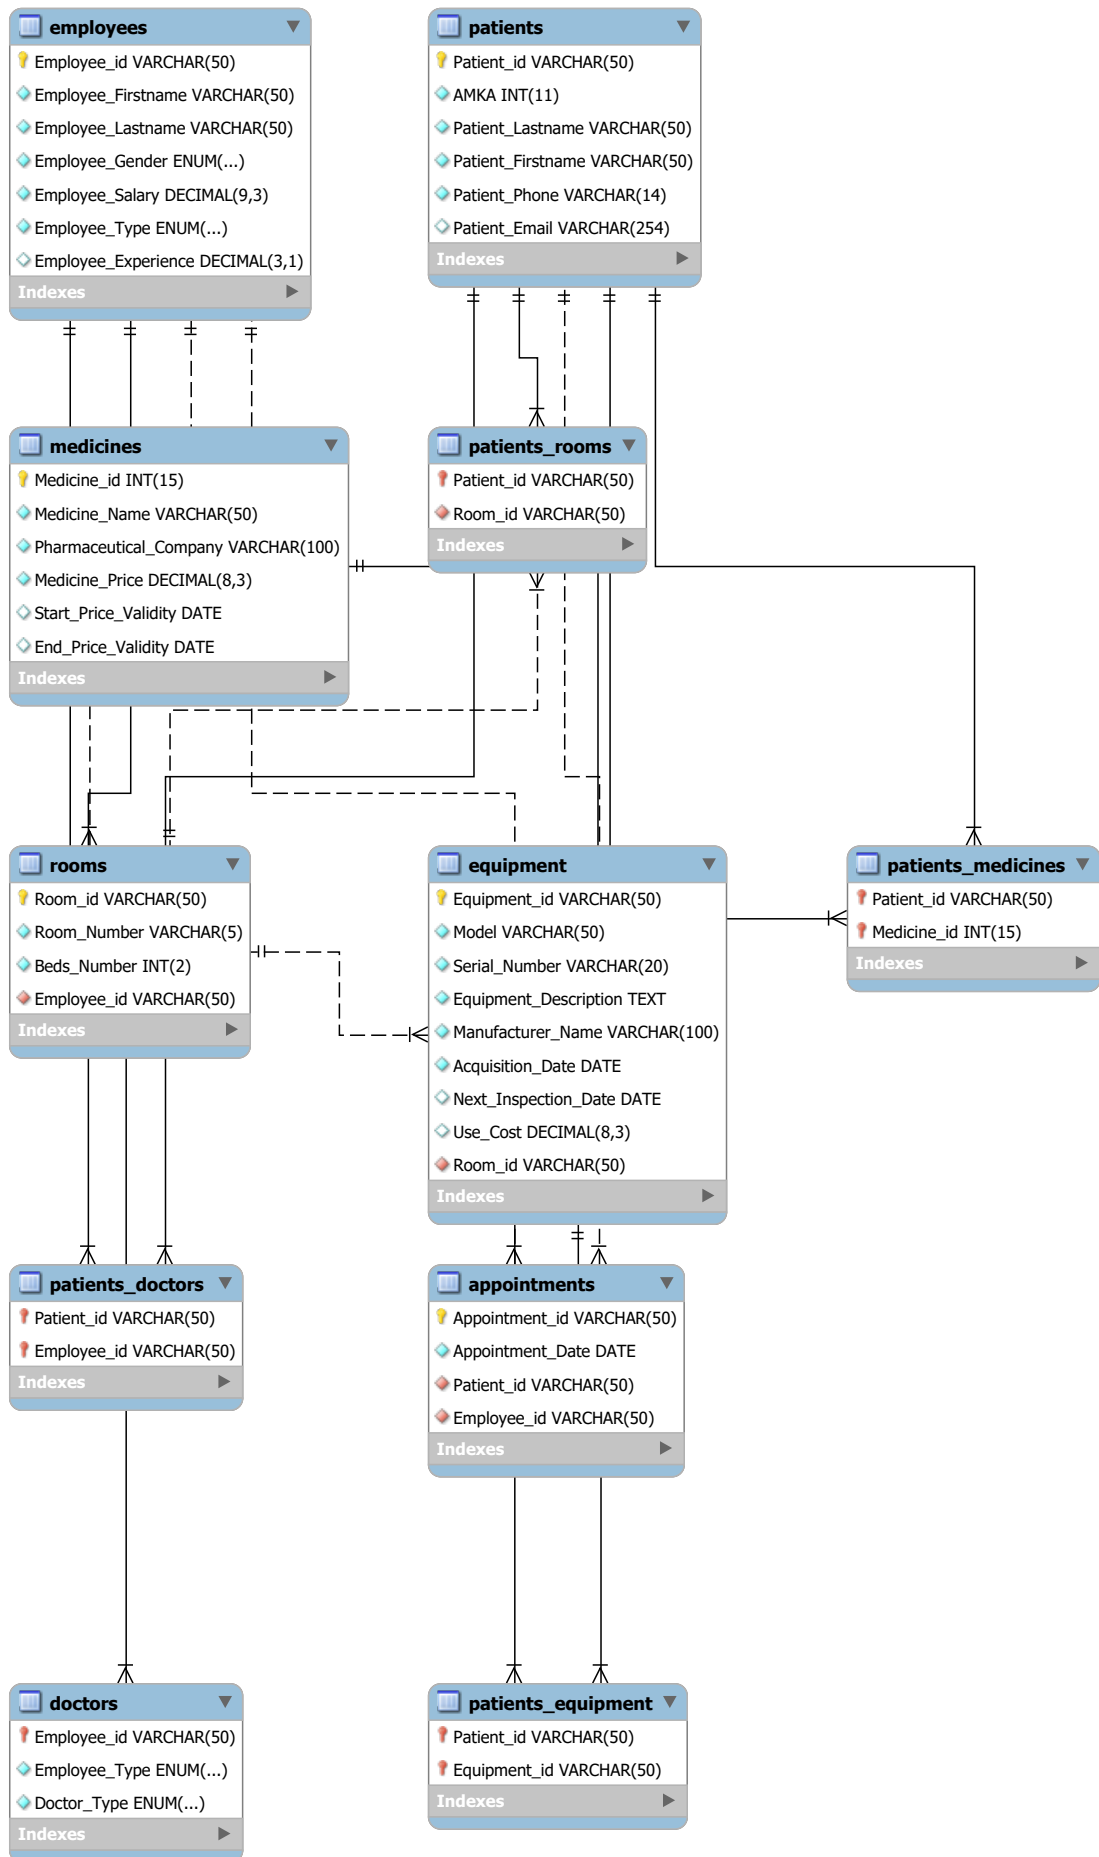 employees
Employee_id VARCHAR(50)
Employee_Firstname VARCHAR(50)
Employee_Lastname VARCHAR(50)
Employee_Gender ENUM(...)
Employee_Salary DECIMAL(9,3)
Employee_Type ENUM(...)
Employee_Experience DECIMAL(3,1)
Indexes
patients
Patient_id VARCHAR(50)
AMKA INT(11)
Patient_Lastname VARCHAR(50)
Patient_Firstname VARCHAR(50)
Patient_Phone VARCHAR(14)
Patient_Email VARCHAR(254)
Indexes
medicines
Medicine_id INT(15)
Medicine_Name VARCHAR(50)
Pharmaceutical_Company VARCHAR(100)
Medicine_Price DECIMAL(8,3)
Start_Price_Validity DATE
End_Price_Validity DATE
Indexes
patients_rooms
Patient_id VARCHAR(50)
Room_id VARCHAR(50)
Indexes
rooms
Room_id VARCHAR(50)
Room_Number VARCHAR(5)
Beds_Number INT(2)
Employee_id VARCHAR(50)
Indexes
equipment
Equipment_id VARCHAR(50)
Model VARCHAR(50)
Serial_Number VARCHAR(20)
Equipment_Description TEXT
Manufacturer_Name VARCHAR(100)
Acquisition_Date DATE
Next_Inspection_Date DATE
Use_Cost DECIMAL(8,3)
Room_id VARCHAR(50)
Indexes
patients_medicines
Patient_id VARCHAR(50)
Medicine_id INT(15)
Indexes
patients_doctors
Patient_id VARCHAR(50)
Employee_id VARCHAR(50)
Indexes
appointments
Appointment_id VARCHAR(50)
Appointment_Date DATE
Patient_id VARCHAR(50)
Employee_id VARCHAR(50)
Indexes
doctors
Employee_id VARCHAR(50)
Employee_Type ENUM(...)
Doctor_Type ENUM(...)
Indexes
patients_equipment
Patient_id VARCHAR(50)
Equipment_id VARCHAR(50)
Indexes